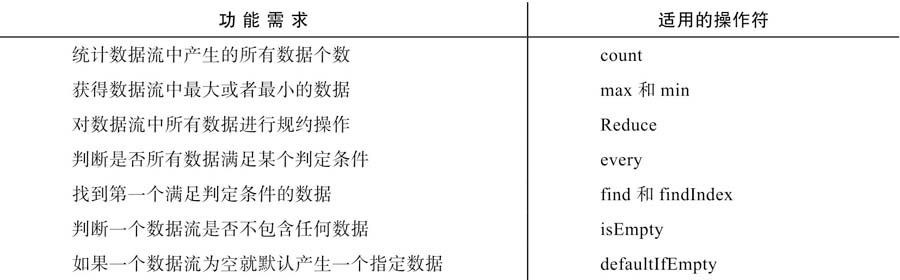 功能需求 适用的操作符
统计数据流中产生的所有数据个数 count
获得数据流中最大或者最小的数据 max 和 min
对数据流中所有数据进行规约操作 Reduce
判断是否所有数据满足某个判定条件 every
找到第一个满足判定条件的数据 find 和 findIndex
判断一个数据流是否不包含任何数据 isEmpty
如果一个数据流为空就默认产生一个指定数据 defaultIfEmpty